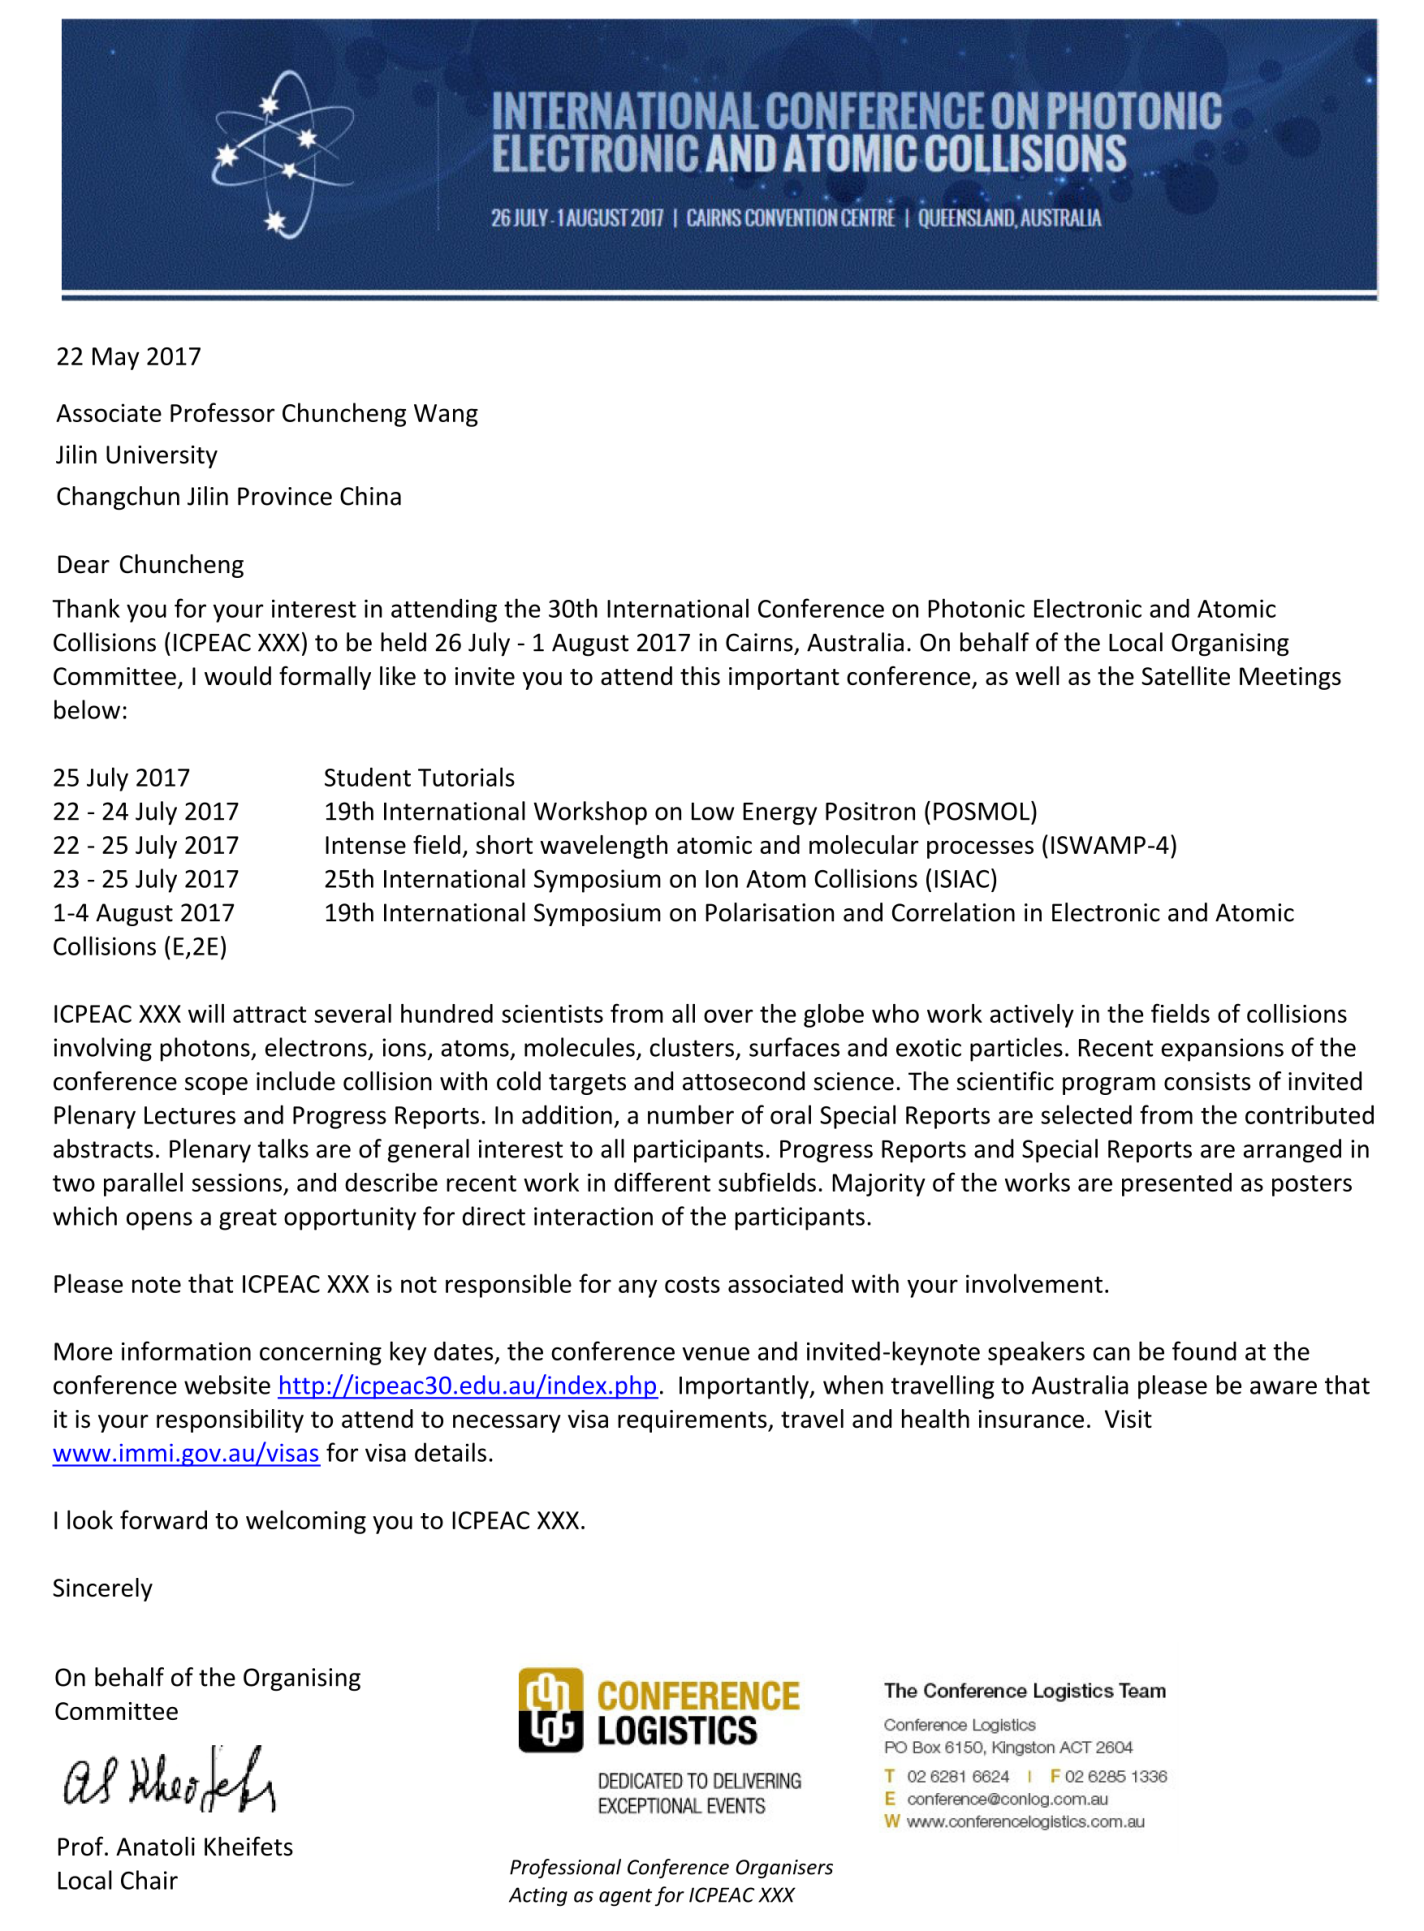 INTERNATIONAL CONFERENCE ON PHOTONIC
ELECTRONIC AND ATOMIC COLLISIONS
26 JULY - 1 AUGUST 2017 | CAIRNS CONVENTION CENTRE | QUEENSLAND, AUSTRALIA
22 May 2017
Associate Professor Chuncheng Wang
Jilin University
Changchun Jilin Province China
Dear Chuncheng
Thank you for your interest in attending the 30th International Conference on Photonic Electronic and Atomic
Collisions (ICPEAC XXX) to be held 26 July - 1 August 2017 in Cairns, Australia. On behalf of the Local Organising
Committee, I would formally like to invite you to attend this important conference, as well as the Satellite Meetings
below:
25 July 2017 Student Tutorials
22 - 24 July 2017 19th International Workshop on Low Energy Positron (POSMOL)
22 - 25 July 2017 Intense field, short wavelength atomic and molecular processes (ISWAMP-4)
23 - 25 July 2017 25th International Symposium on Ion Atom Collisions (ISIAC)
1-4 August 2017 19th International Symposium on Polarisation and Correlation in Electronic and Atomic
Collisions (E,2E)
ICPEAC XXX will attract several hundred scientists from all over the globe who work actively in the fields of collisions
involving photons, electrons, ions, atoms, molecules, clusters, surfaces and exotic particles. Recent expansions of the
conference scope include collision with cold targets and attosecond science. The scientific program consists of invited
Plenary Lectures and Progress Reports. In addition, a number of oral Special Reports are selected from the contributed
abstracts. Plenary talks are of general interest to all participants. Progress Reports and Special Reports are arranged in
two parallel sessions, and describe recent work in different subfields. Majority of the works are presented as posters
which opens a great opportunity for direct interaction of the participants.
Please note that ICPEAC XXX is not responsible for any costs associated with your involvement.
More information concerning key dates, the conference venue and invited-keynote speakers can be found at the
conference website http://icpeac30.edu.au/index.php. Importantly, when travelling to Australia please be aware that
it is your responsibility to attend to necessary visa requirements, travel and health insurance. Visit
www.immi.gov.au/visas for visa details.
I look forward to welcoming you to ICPEAC XXX.
Sincerely
On behalf of the Organising
Committee
AS Kheifets
Prof. Anatoli Kheifets
Local Chair
CON
LOG
CONFERENCE
LOGISTICS
DEDICATED TO DELIVERING
EXCEPTIONAL EVENTS
Professional Conference Organisers
Acting as agent for ICPEAC XXX
The Conference Logistics Team
Conference Logistics
PO Box 6150, Kingston ACT 2604
T 02 6281 6624 | F 02 6285 1336
E conference@conlog.com.au
W www.conferencelogistics.com.au